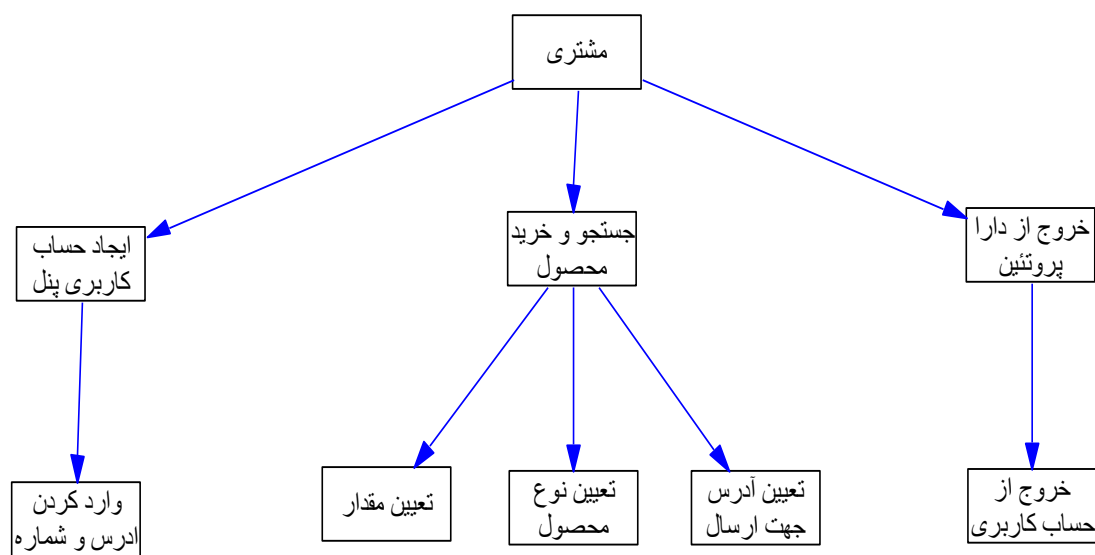 مشتری
خروج از دارا
پروتئین
جستجو و خرید
محصول
ایجاد حساب
کاربری پنل
خروج از
حساب کاربری
تعیین آدرس
جهت ارسال
تعیین نوع
محصول
تعیین مقدار
وارد کردن
ادرس و شماره